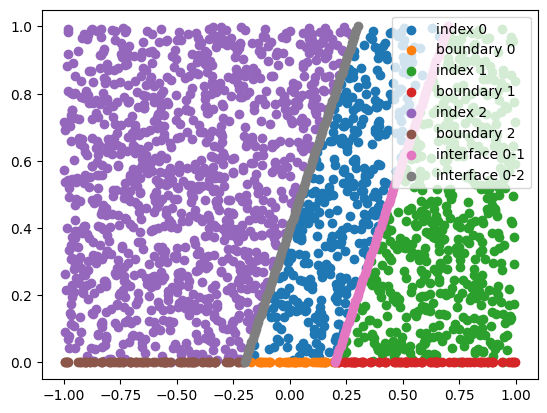 1.0
0.8
0.6
0.4
0.2
0.0
−1.00 −0.75 −0.50 −0.25 0.00 0.25 0.50 0.75 1.00
index 0
boundary 0
index 1
boundary 1
index 2
boundary 2
interface 0-1
interface 0-2